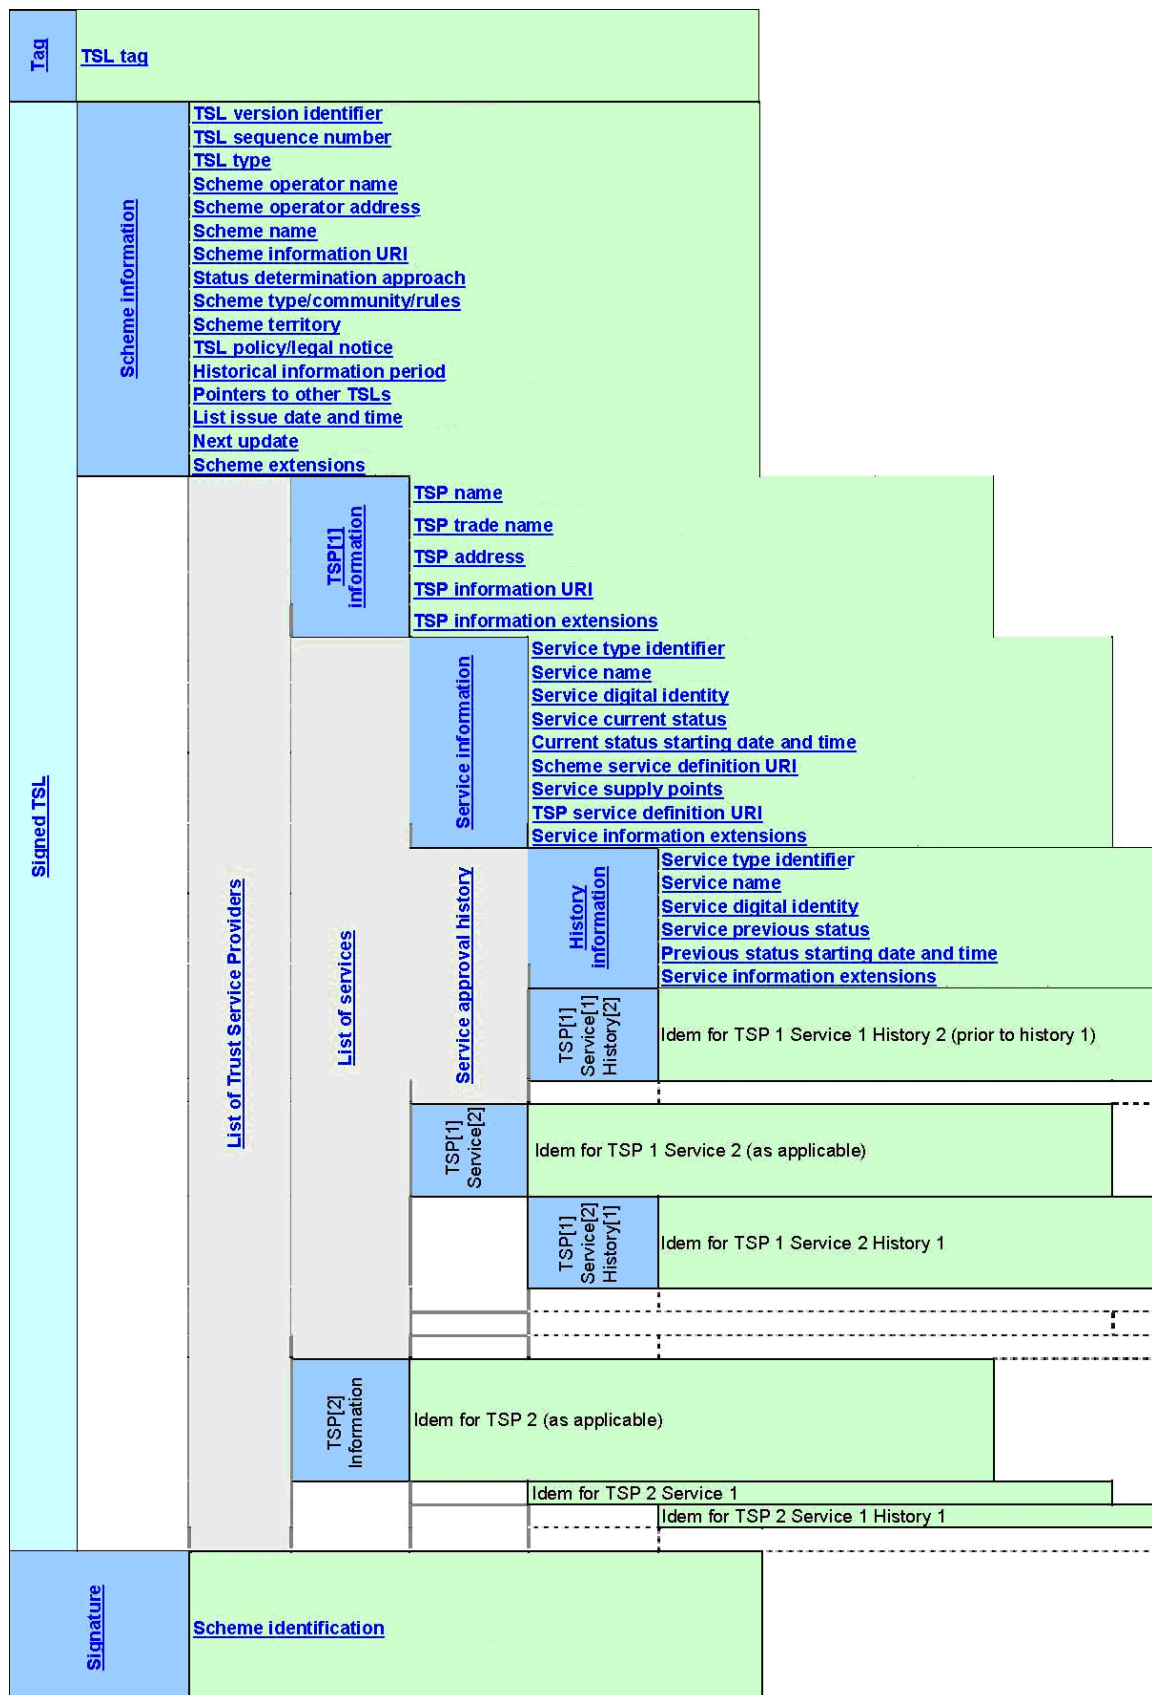 Tag
TSL tag
Signed TSL
Scheme information
TSL version identifier
TSL sequence number
TSL type
Scheme operator name
Scheme operator address
Scheme name
Scheme information URI
Status determination approach
Scheme type/community/rules
Scheme territory
TSL policy/legal notice
Historical information period
Pointers to other TSLs
List issue date and time
Next update
Scheme extensions
List of Trust Service Providers
TSP[1]
information
TSP name
TSP trade name
TSP address
TSP information URI
TSP information extensions
List of services
Service information
Service type identifier
Service name
Service digital identity
Service current status
Current status starting date and time
Scheme service definition URI
Service supply points
TSP service definition URI
Service information extensions
Service approval history
History
information
Service type identifier
Service name
Service digital identity
Service previous status
Previous status starting date and time
Service information extensions
TSP[1]
Service[1]
History[2]
Idem for TSP 1 Service 1 History 2 (prior to history 1)
TSP[1]
Service[2]
Idem for TSP 1 Service 2 (as applicable)
TSP[1]
Service[2]
History[1]
Idem for TSP 1 Service 2 History 1
TSP[2]
Information
Idem for TSP 2 (as applicable)
Idem for TSP 2 Service 1
Idem for TSP 2 Service 1 History 1
Signature
Scheme identification